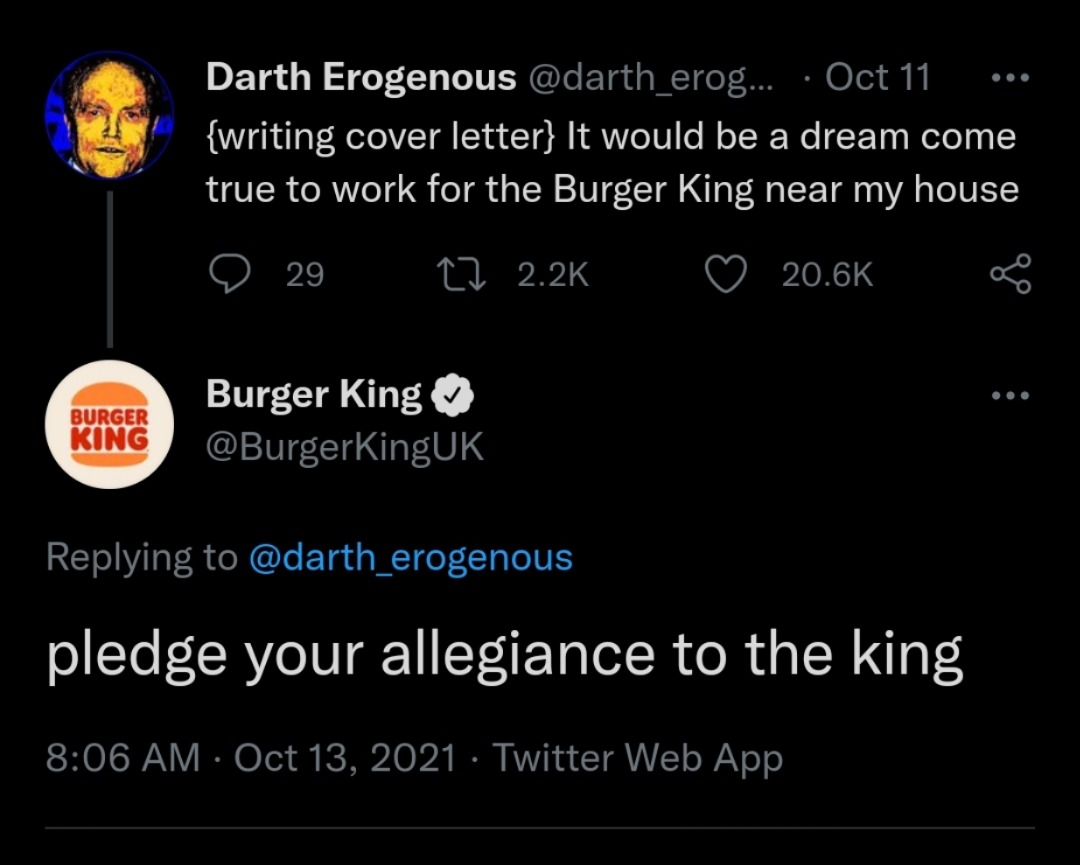 Darth Erogenous @darth_erog... · Oct 11
{writing cover letter} It would be a dream come
true to work for the Burger King near my house
29 2.2K 20.6K
BURGER
KING
Burger King
@BurgerKingUK
Replying to @darth_erogenous
pledge your allegiance to the king
8:06 AM · Oct 13, 2021 · Twitter Web App